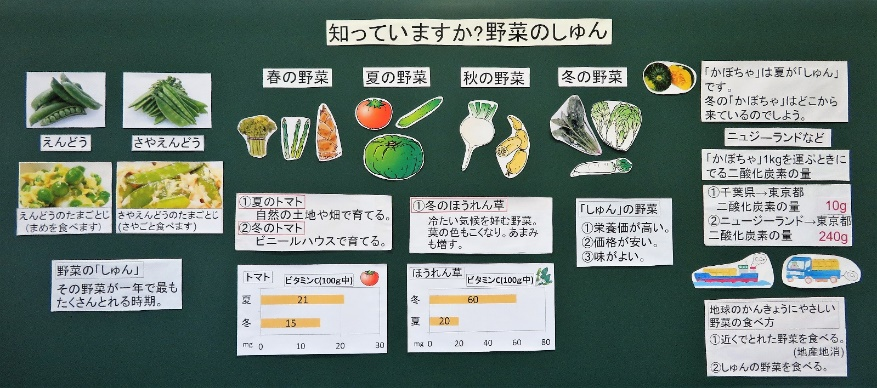 知っていますか?野菜のしゅん
えんどう
さやえんどう
えんどうのたまごとじ
(まめを食べます)
さやえんどうのたまごとじ
(さやごと食べます)
野菜の「しゅん」
その野菜が一年で最も
たくさんとれる時期。
春の野菜
夏の野菜
秋の野菜
冬の野菜
①夏のトマト
自然の土地や畑で育てる。
②冬のトマト
ビニールハウスで育てる。
トマト
ビタミンC(100g中)
夏
21
冬
15
mg
0
10
20
30
①冬のほうれん草
冷たい気候を好む野菜。
葉の色もこくなり。あまみ
も増す。
ほうれん草
ビタミンC(100g中)
冬
60
夏
20
mg
0
20
40
60
80
「しゅん」の野菜
①栄養価が高い。
②価格が安い。
③味がよい。
「かぼちゃ」は夏が「しゅん」
です。
冬の「かぼちゃ」はどこから
来ているのでしよう。
ニュージーランドなど
「かぼちゃ」1kgを運ぶときに
でる二酸化炭素の量
①千葉県→東京都
二酸化炭素の量 10g
②ニュージーランド→東京都
二酸化炭素の量 240g
地球のかんきょうにやさしい
野菜の食べ方
①近くでとれた野菜を食べる。
(地産地消)
②しゅんの野菜を食べる。